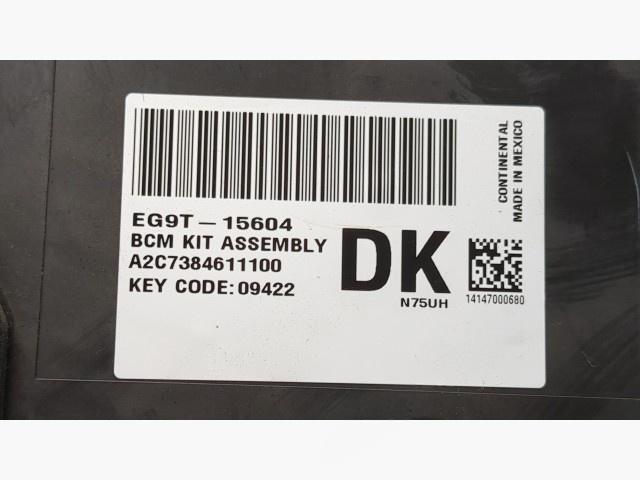 EG9T-15604
BCM KIT ASSEMBLY
A2C7384611100
KEY CODE: 09422
DK
N75UH
14147000680
CONTINENTAL
MADE IN MEXICO